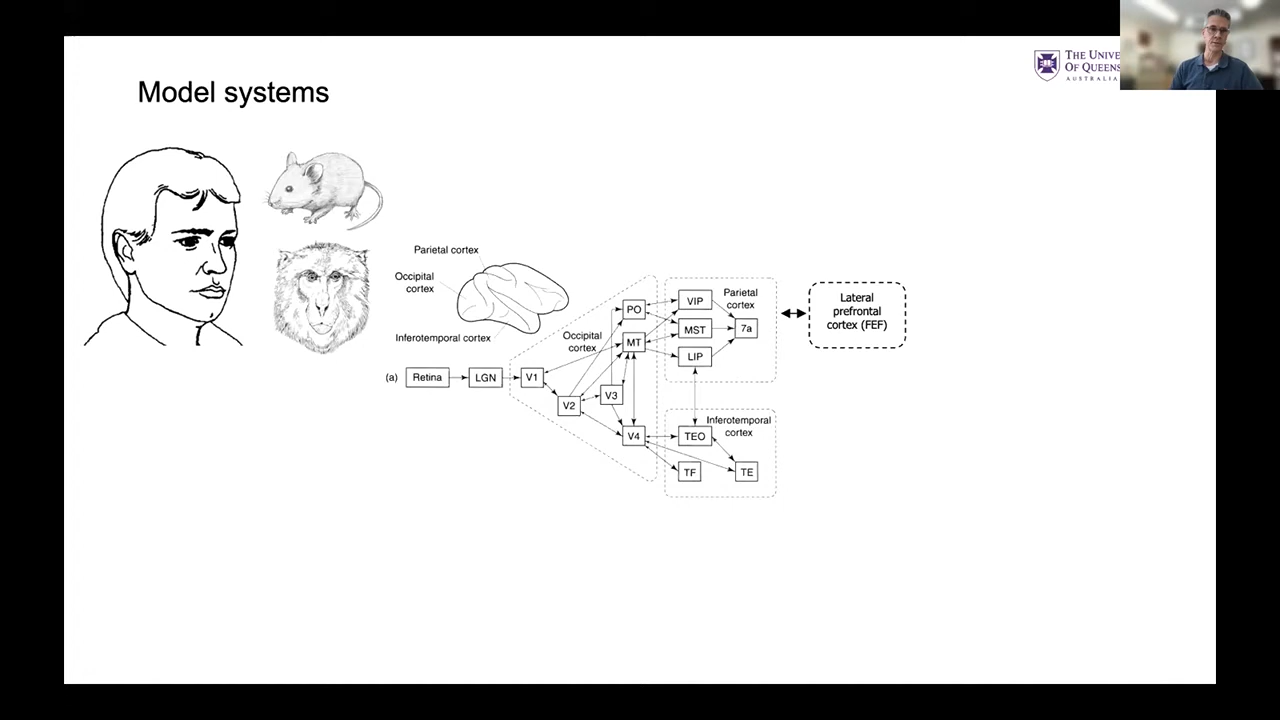 Model systems
THE UNIVE
OF QUEENS
AUSTRALIA
Parietal cortex
Occipital
cortex
Inferotemporal cortex
(a)
Retina
LGN
V1
V2
V3
Occipital
cortex
PO
MT
V4
VIP
MST
LIP
7a
Parietal
cortex
Inferotemporal
cortex
TEO
TF
TE
Lateral
prefrontal
cortex (FEF)